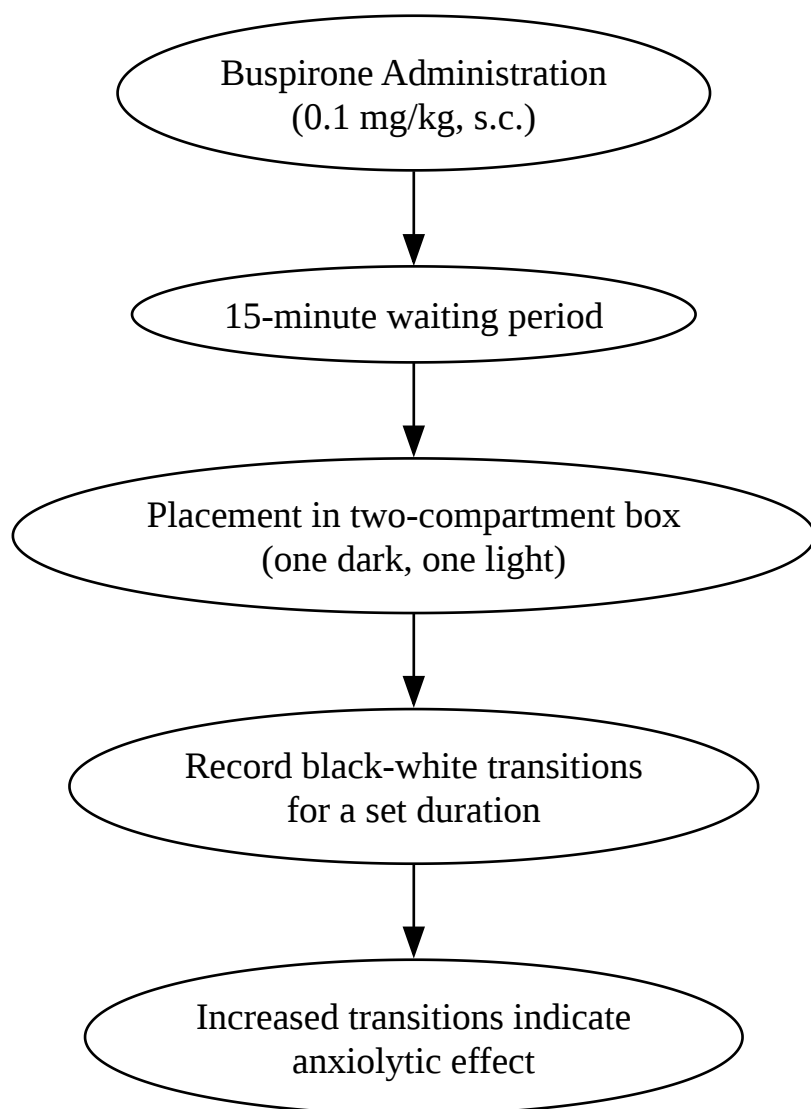 Buspirone Administration
(0.1 mg/kg, s.c.)
15-minute waiting period
Placement in two-compartment box
(one dark, one light)
Record black-white transitions
for a set duration
Increased transitions indicate
anxiolytic effect